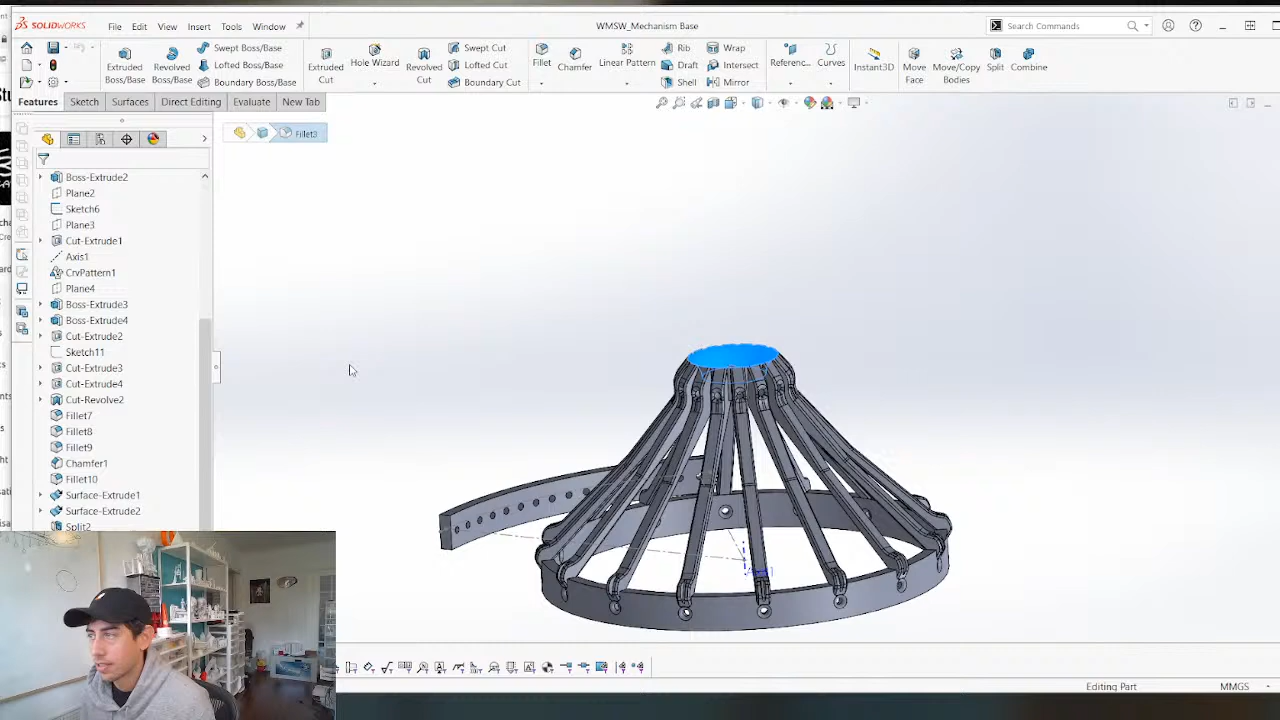 SOLIDWORKS File Edit View Insert Tools Window WMSW_Mechanism Base Search Commands
Extruded Boss/Base
Revolved Boss/Base
Swept Boss/Base
Lofted Boss/Base
Boundary Boss/Base
Extruded Cut
Hole Wizard
Revolved Cut
Swept Cut
Lofted Cut
Boundary Cut
Fillet
Chamfer
Linear Pattern
Rib
Draft
Shell
Wrap
Intersect
Mirror
Referenc...
Curves
Instant3D
Move Face
Move/Copy Bodies
Split
Combine
Features Sketch Surfaces Direct Editing Evaluate New Tab
Fillet3
Boss-Extrude2
Plane2
Sketch6
Plane3
Cut-Extrude1
Axis1
CrvPattern1
Plane4
Boss-Extrude3
Boss-Extrude4
Cut-Extrude2
Sketch11
Cut-Extrude3
Cut-Extrude4
Cut-Revolve2
Fillet7
Fillet8
Fillet9
Chamfer1
Fillet10
Surface-Extrude1
Surface-Extrude2
Split2
Editing Part MMGS